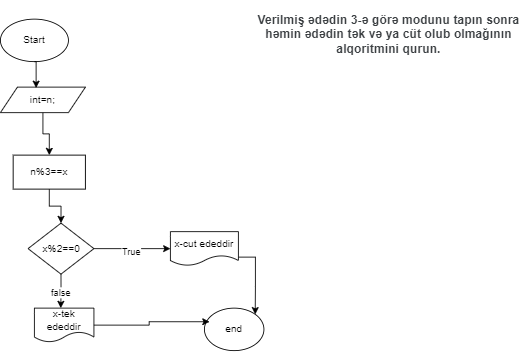 Verilmiş ədədin 3-ə görə modunu tapın sonra
həmin ədədin tək və ya cüt olub olmağının
alqoritmini qurun.
Start
int=n;
n%3==x
x%2==0
True
x-cut ededdir
false
x-tek
ededdir
end